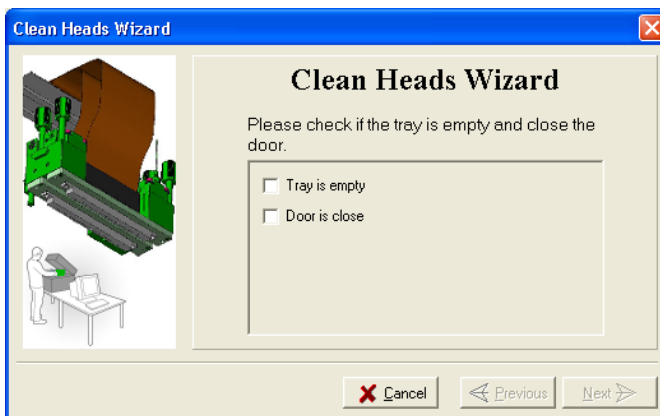 Clean Heads Wizard
Clean Heads Wizard
Please check if the tray is empty and close the
door.
Tray is empty
Door is close
Cancel
Previous
Next